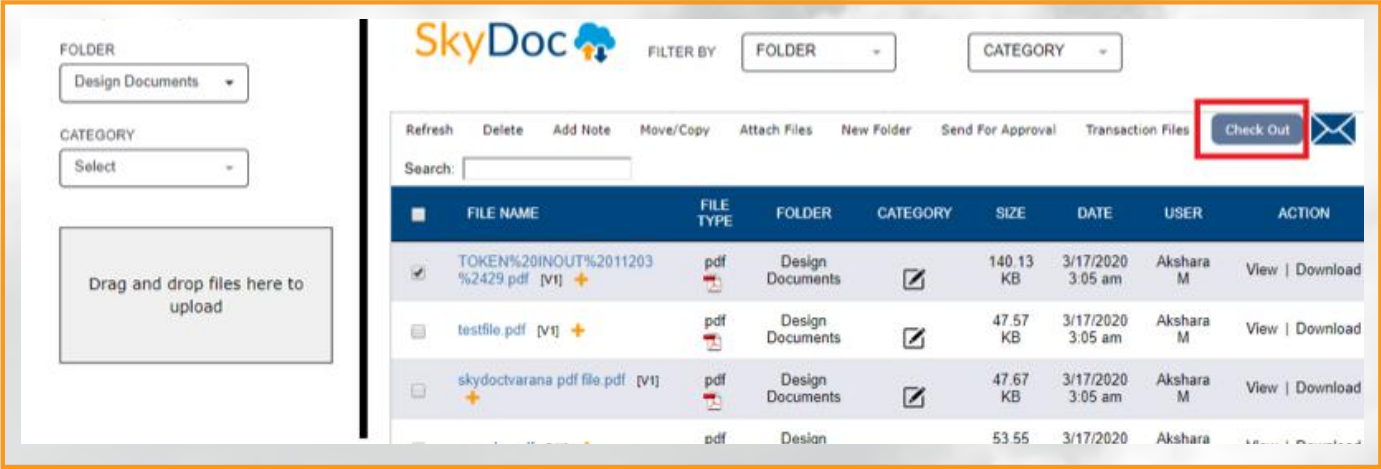 FOLDER
Design Documents
CATEGORY
Select
Drag and drop files here to
upload
SkyDoc
FILTER BY FOLDER CATEGORY
Refresh Delete Add Note Move/Copy Attach Files New Folder Send For Approval Transaction Files Check Out
Search:
FILE NAME FILE TYPE FOLDER CATEGORY SIZE DATE USER ACTION
TOKEN%20INOUT%2011203 pdf Design 140.13 3/17/2020 Akshara View | Download
%2429.pdf [V1] + Documents KB 3:05 am M
testfile.pdf [V1] + pdf Design 47.57 3/17/2020 Akshara View | Download
Documents KB 3:05 am M
skydoctvarana pdf file.pdf [V1] pdf Design 47.67 3/17/2020 Akshara View | Download
+ Documents KB 3:05 am M
pdf Design 53.55 3/17/2020 Akshara